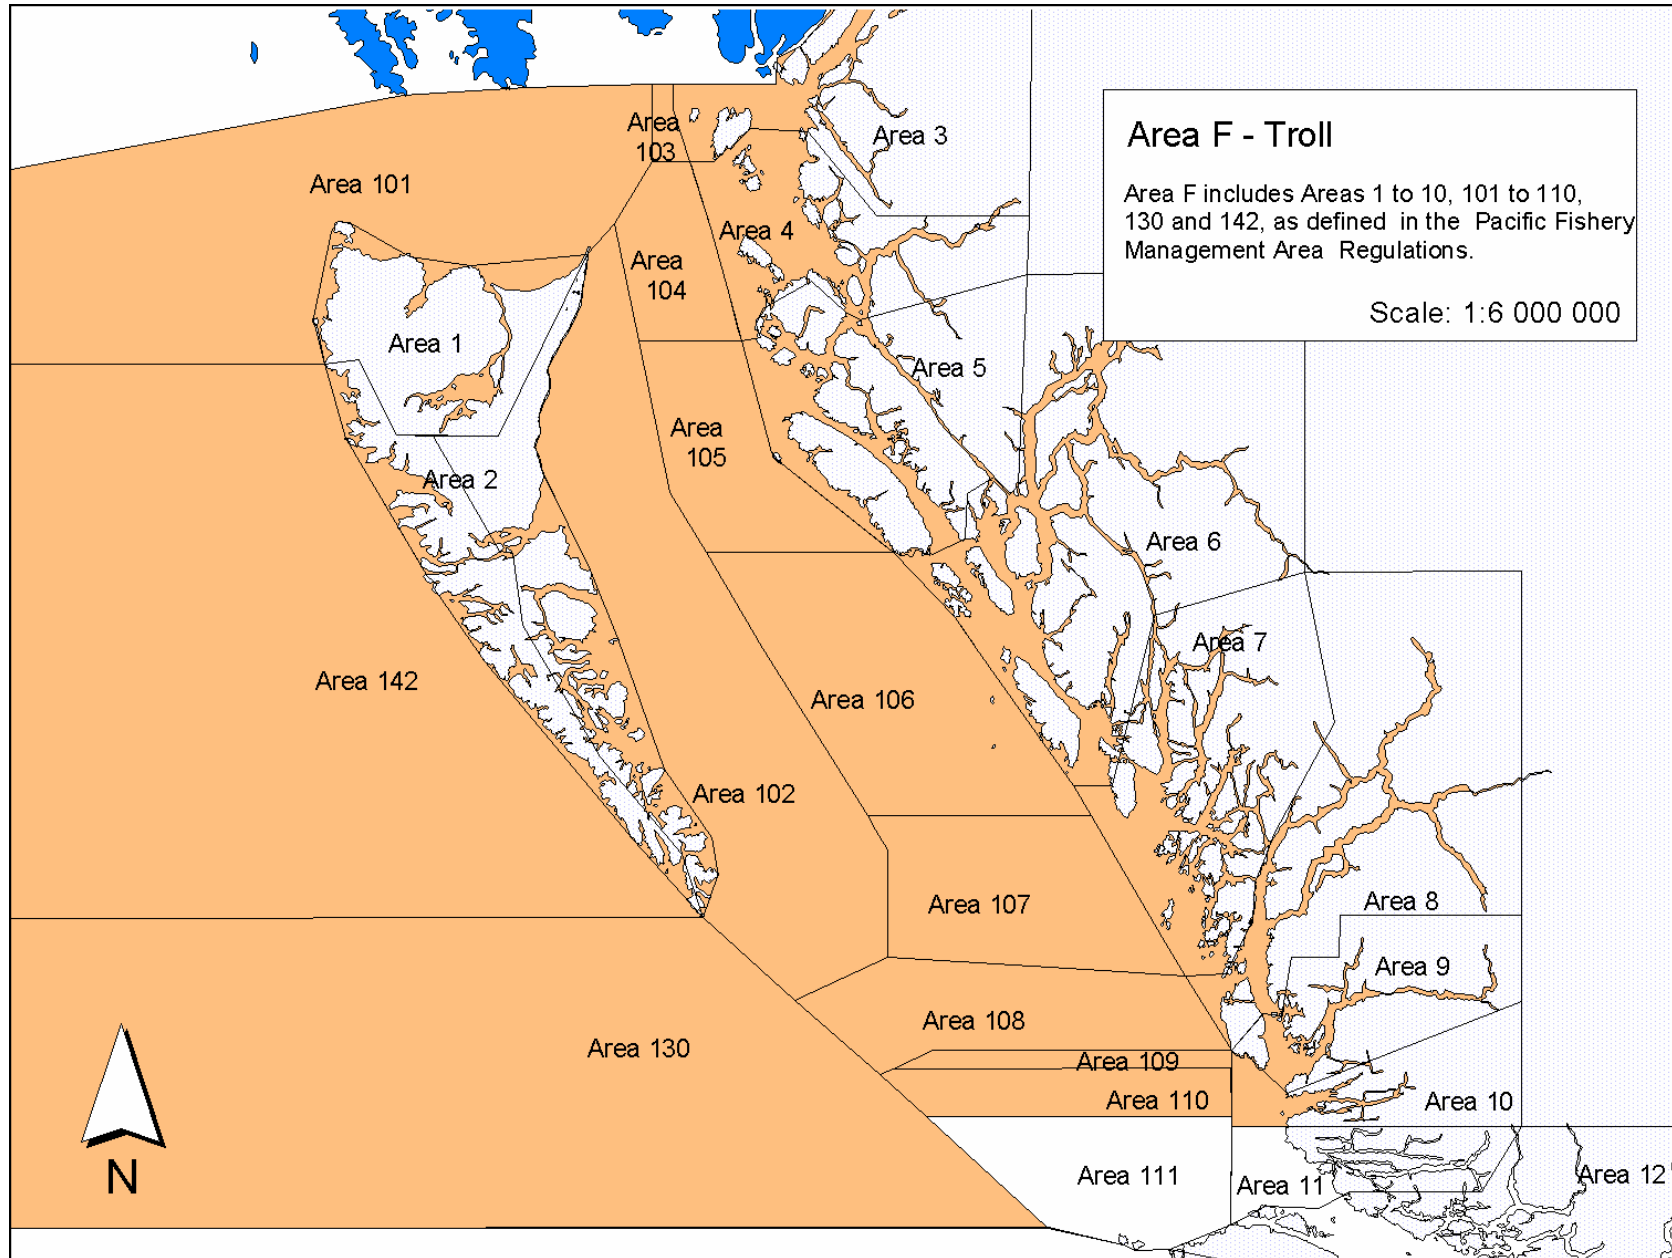 Area F - Troll
Area F includes Areas 1 to 10, 101 to 110,
130 and 142, as defined in the Pacific Fishery
Management Area Regulations.
Scale: 1:6 000 000
Area
103
Area 3
Area 101
Area 4
Area
104
Area 1
Area 5
Area
105
Area 2
Area 6
Area 7
Area 142
Area 106
Area 102
Area 107
Area 8
Area 9
Area 108
Area 130
Area 109
Area 110
Area 10
Area 111
Area 11
Area 12
N